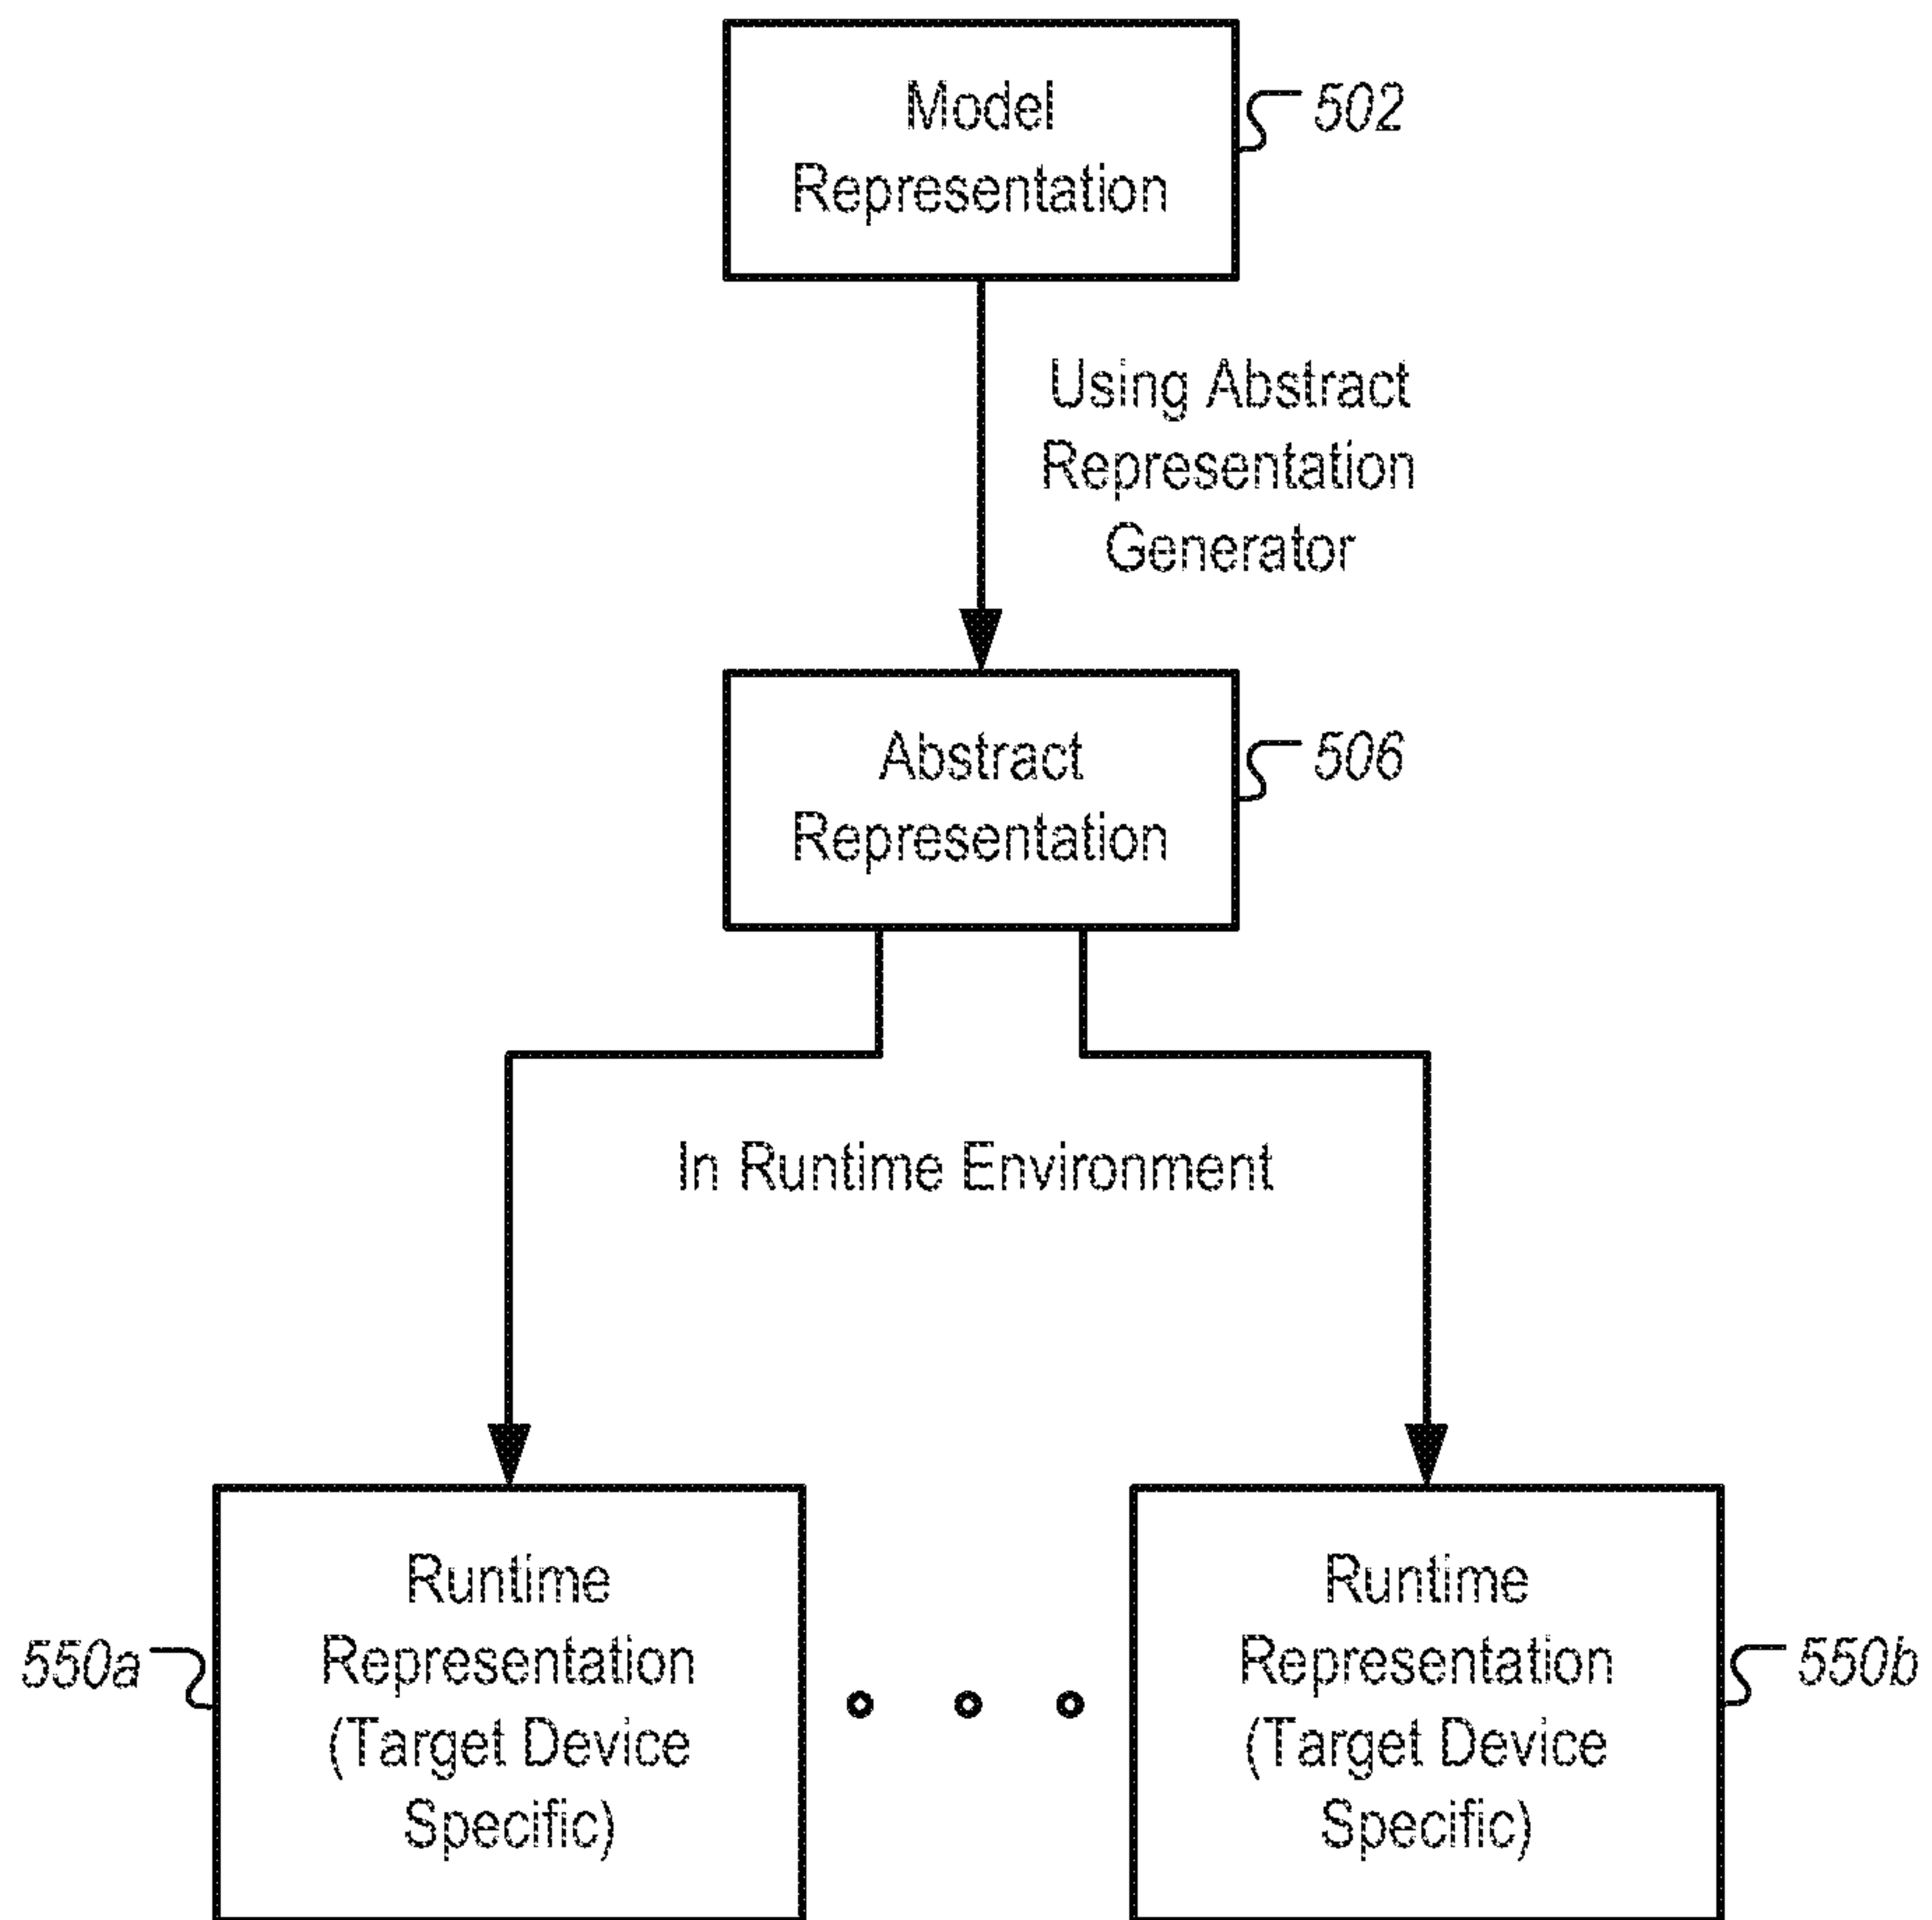 Model
Representation
502
Using Abstract
Representation
Generator
Abstract
Representation
506
In Runtime Environment
550a
Runtime
Representation
(Target Device
Specific)
Runtime
Representation
(Target Device
Specific)
550b